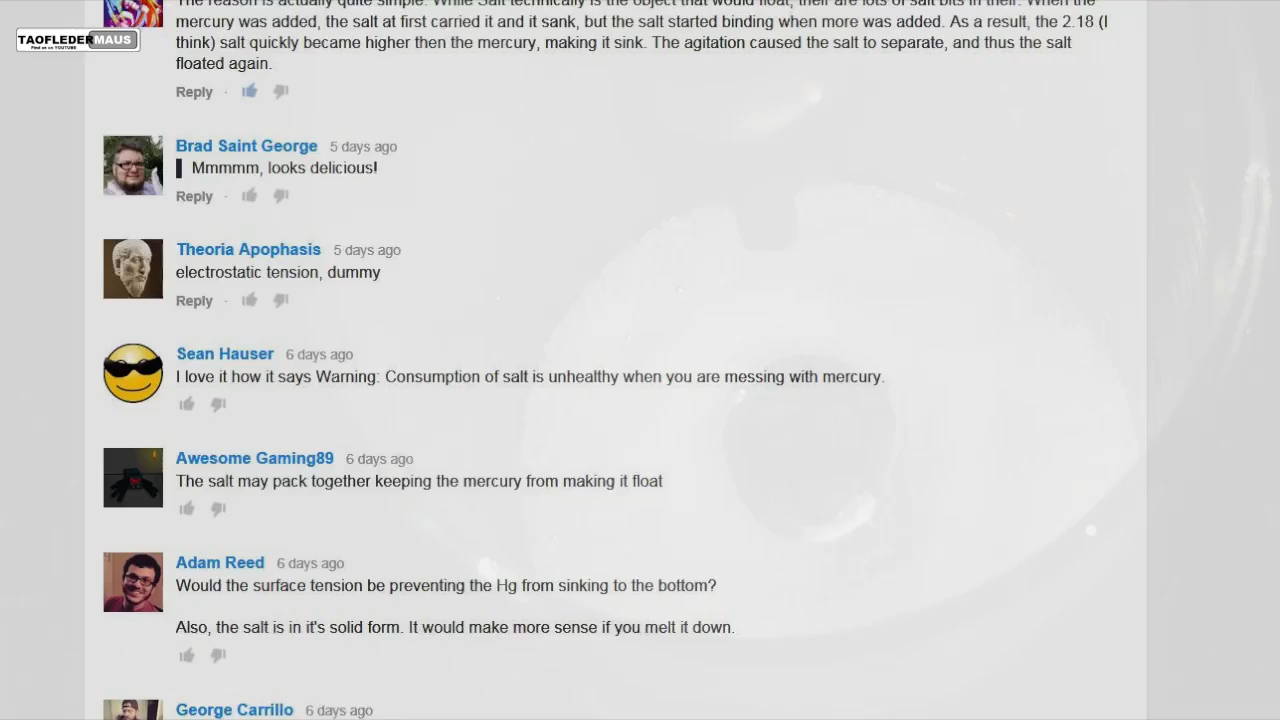 The reason is actually quite simple. While Salt technically is the object that would float, their are lots of salt bits in their. When the
mercury was added, the salt at first carried it and it sank, but the salt started binding when more was added. As a result, the 2.18 (I
think) salt quickly became higher then the mercury, making it sink. The agitation caused the salt to separate, and thus the salt
floated again.
TAOFLEDERMAUS
Find us on YOUTUBE
Reply ·
Brad Saint George 5 days ago
Mmmmm, looks delicious!
Reply ·
Theoria Apophasis 5 days ago
electrostatic tension, dummy
Reply ·
Sean Hauser 6 days ago
I love it how it says Warning: Consumption of salt is unhealthy when you are messing with mercury.
Awesome Gaming89 6 days ago
The salt may pack together keeping the mercury from making it float
Adam Reed 6 days ago
Would the surface tension be preventing the Hg from sinking to the bottom?
Also, the salt is in it's solid form. It would make more sense if you melt it down.
George Carrillo 6 days ago